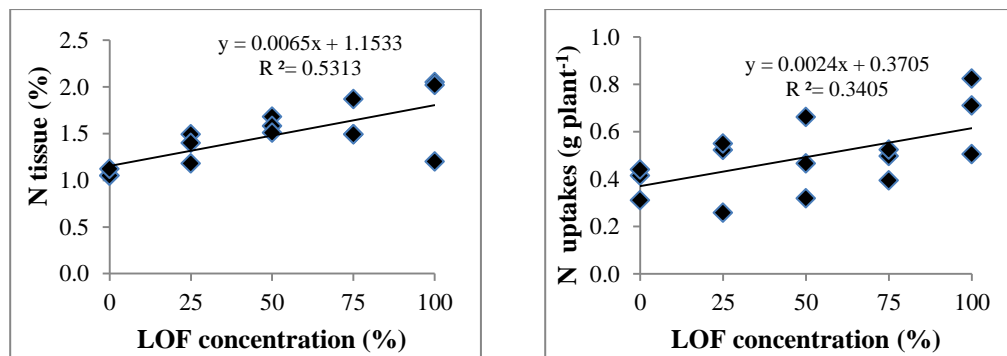 y = 0.0065x + 1.1533
R ²= 0.5313
2.5
2.0
1.5
1.0
0.5
0.0
N tissue (%)
0 25 50 75 100
LOF concentration (%)
y = 0.0024x + 0.3705
R ²= 0.3405
1.0
0.8
0.6
0.4
0.2
0.0
N uptakes (g plant⁻¹)
0 25 50 75 100
LOF concentration (%)